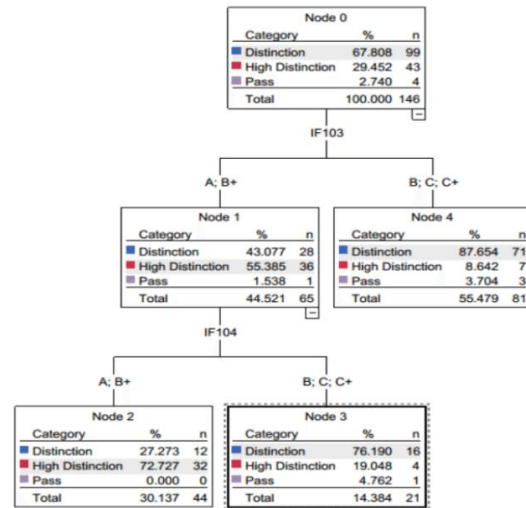 Node 0
Category % n
Distinction 67.808 99
High Distinction 29.452 43
Pass 2.740 4
Total 100.000 146
IF103
A; B+
B; C; C+
Node 1
Category % n
Distinction 43.077 28
High Distinction 55.385 36
Pass 1.538 1
Total 44.521 65
Node 4
Category % n
Distinction 87.654 71
High Distinction 8.642 7
Pass 3.704 3
Total 55.479 81
IF104
A; B+
B; C; C+
Node 2
Category % n
Distinction 27.273 12
High Distinction 72.727 32
Pass 0.000 0
Total 30.137 44
Node 3
Category % n
Distinction 76.190 16
High Distinction 19.048 4
Pass 4.762 1
Total 14.384 21